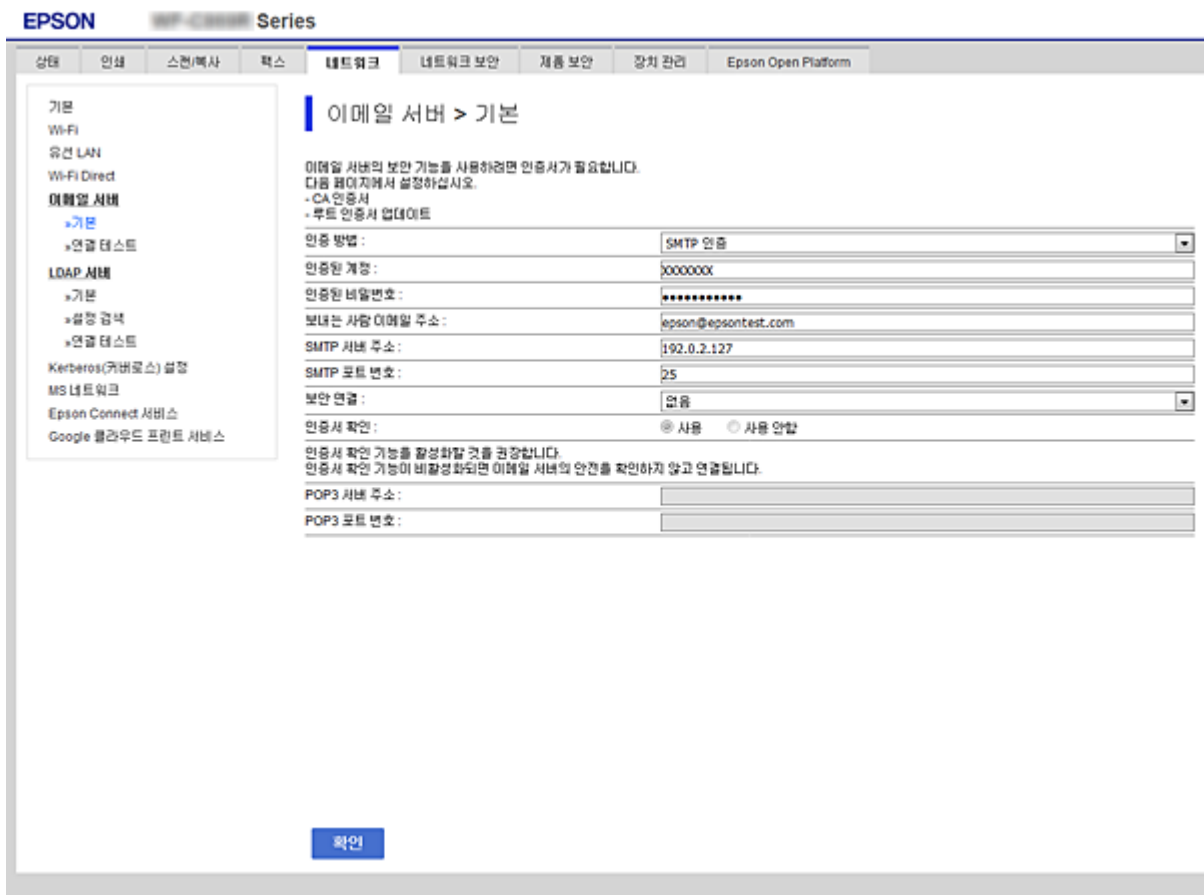 EPSON Series
상태 인쇄 스캔/복사 팩스 네트워크 네트워크 보안 제품 보안 장치 관리 Epson Open Platform
기본
Wi-Fi
유선 LAN
Wi-Fi Direct
이메일 서버
»기본
»연결 테스트
LDAP 서버
»기본
»설정 검색
»연결 테스트
Kerberos(커버로스) 설정
MS 네트워크
Epson Connect 서비스
Google 클라우드 프린트 서비스
이메일 서버 > 기본
이메일 서버의 보안 기능을 사용하려면 인증서가 필요합니다.
다음 페이지에서 설정하십시오.
- CA 인증서
- 루트 인증서 업데이트
인증 방법 : SMTP 인증
인증된 계정 : XXXXXXX
인증된 비밀번호 : •••••••••••
보내는 사람 이메일 주소 : epson@epsontest.com
SMTP 서버 주소 : 192.0.2.127
SMTP 포트 번호 : 25
보안 연결 : 없음
인증서 확인 : 사용 사용 안함
인증서 확인 기능을 활성화할 것을 권장합니다.
인증서 확인 기능이 비활성화되면 이메일 서버의 안전을 확인하지 않고 연결됩니다.
POP3 서버 주소 :
POP3 포트 번호 :
확인